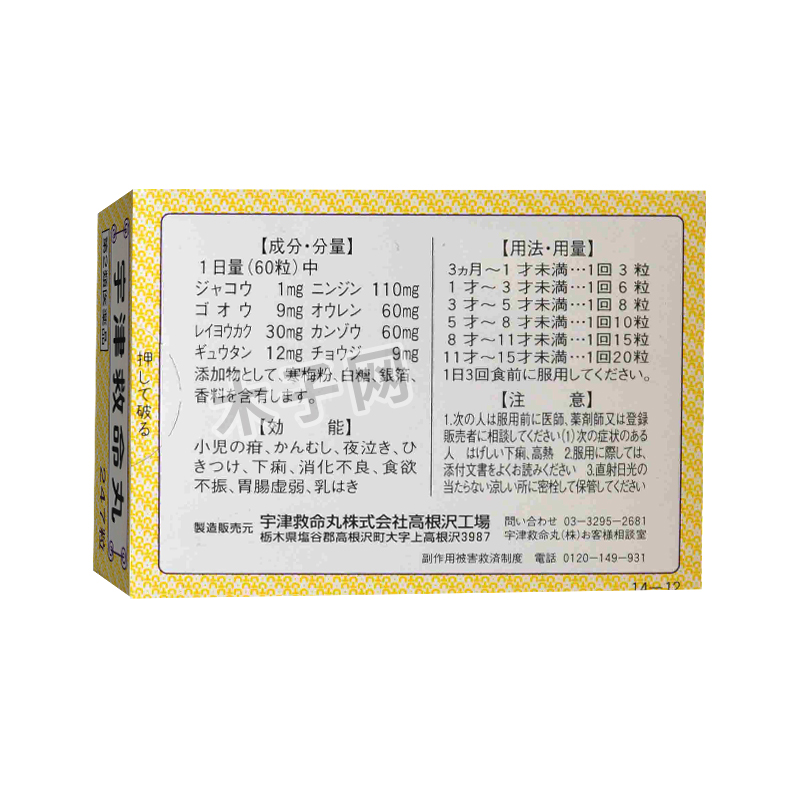 宇津救命丸
第2類医薬品
247粒
押して破る
【成分・分量】
1日量(60粒)中
ジャコウ 1mg ニンジン 110mg
ゴオウ 9mg オウレン 60mg
レイヨウカク 30mg カンゾウ 60mg
ギュウタン 12mg チョウジ 9mg
添加物として、寒梅粉、白糖、銀箔、
香料を含有します。
【効 能】
小児の疳、かんむし、夜泣き、ひ
きつけ、下痢、消化不良、食欲
不振、胃腸虚弱、乳はき
【用法・用量】
3ヵ月〜1才未満…1回3粒
1才〜3才未満…1回6粒
3才〜5才未満…1回8粒
5才〜8才未満…1回10粒
8才〜11才未満…1回15粒
11才〜15才未満…1回20粒
1日3回食前に服用してください。
【注 意】
1.次の人は服用前に医師、薬剤師又は登録
販売者に相談してください(1)次の症状のある
人 はげしい下痢、高熱 2.服用に際しては、
添付文書をよくお読みください 3.直射日光の
当たらない涼しい所に密栓して保管してください
製造販売元 宇津救命丸株式会社高根沢工場
栃木県塩谷郡高根沢町大字上高根沢3987
問い合わせ 03-3295-2681
宇津救命丸(株)お客様相談室
副作用被害救済制度 電話 0120-149-931
14-12
木子网